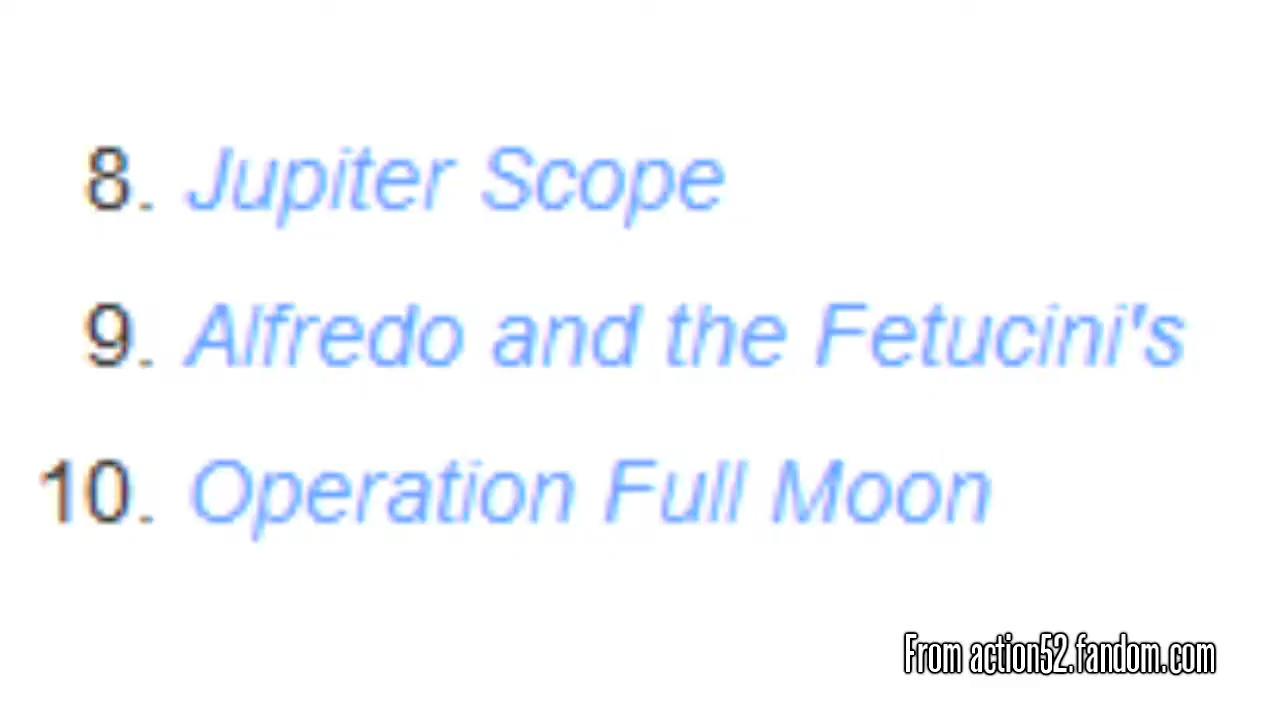 8. Jupiter Scope
9. Alfredo and the Fetucini's
10. Operation Full Moon
From action52.fandom.com